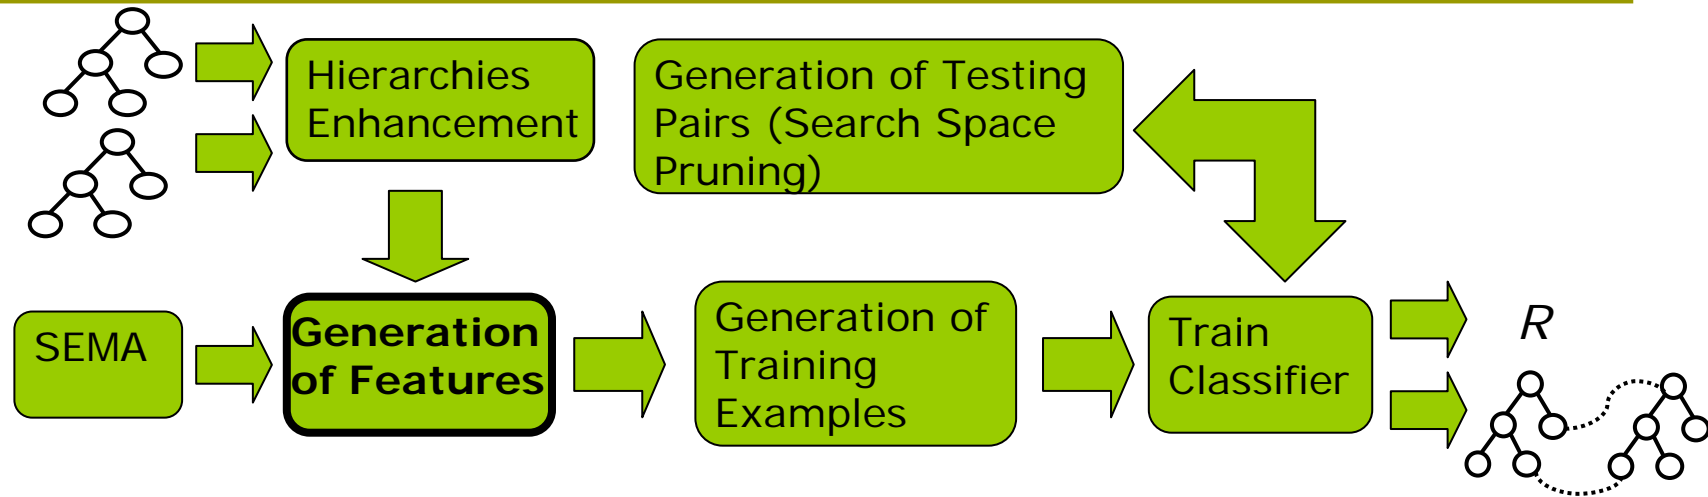 Hierarchies
Enhancement
Generation of Testing
Pairs (Search Space
Pruning)
SEMA
Generation
of Features
Generation of
Training
Examples
Train
Classifier
R